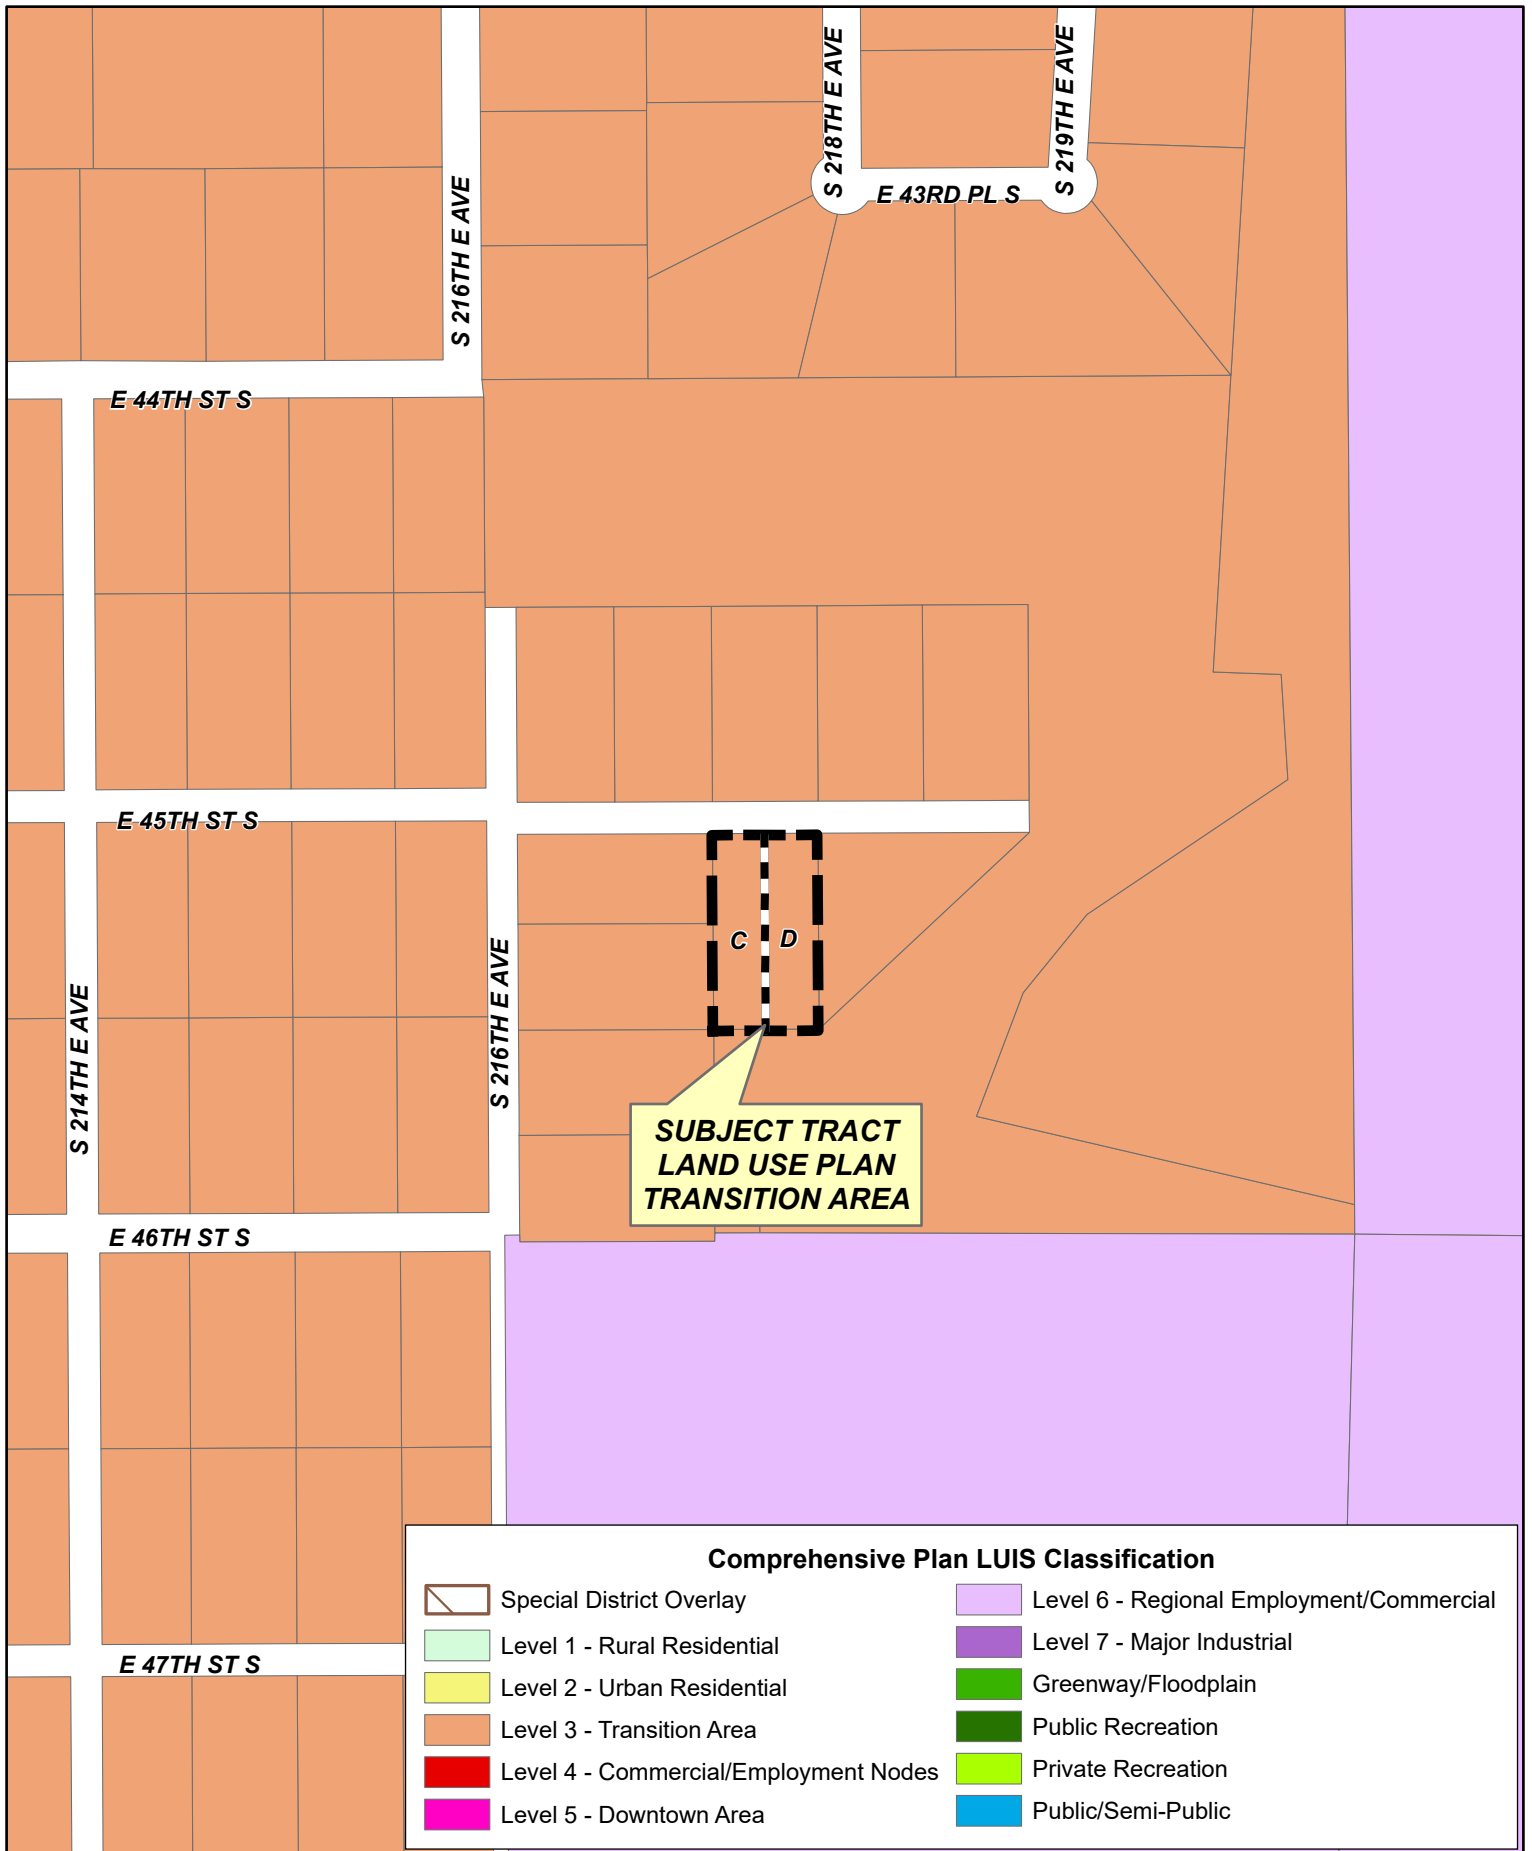 S 218TH E AVE
S 219TH E AVE
E 43RD PL S
S 216TH E AVE
E 44TH ST S
E 45TH ST S
C
D
S 216TH E AVE
S 214TH E AVE
SUBJECT TRACT
LAND USE PLAN
TRANSITION AREA
E 46TH ST S
E 47TH ST S
Comprehensive Plan LUIS Classification
Special District Overlay
Level 1 - Rural Residential
Level 2 - Urban Residential
Level 3 - Transition Area
Level 4 - Commercial/Employment Nodes
Level 5 - Downtown Area
Level 6 - Regional Employment/Commercial
Level 7 - Major Industrial
Greenway/Floodplain
Public Recreation
Private Recreation
Public/Semi-Public